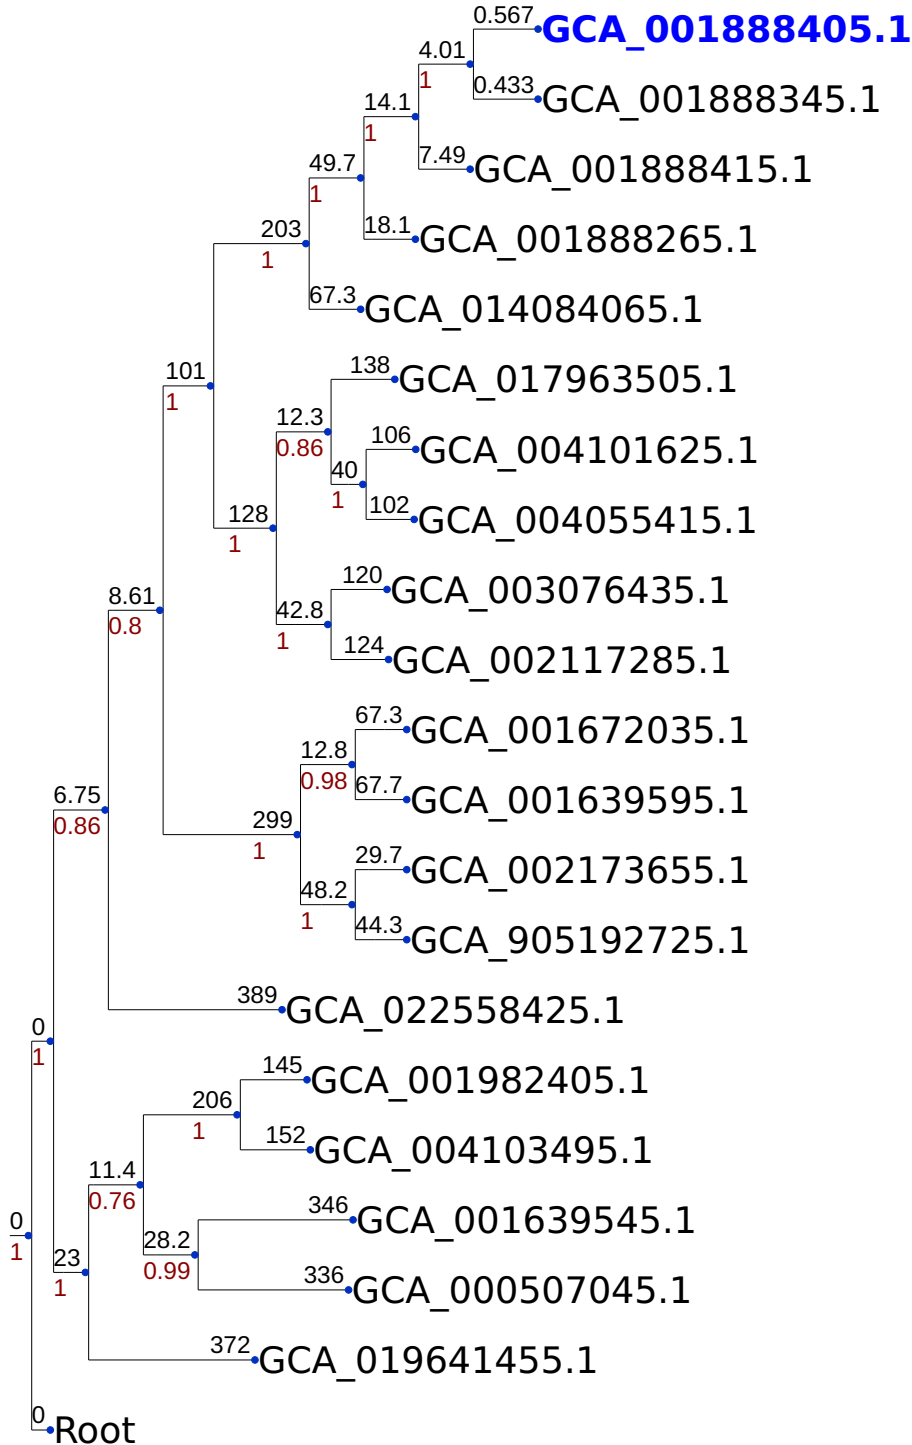 0.567
GCA_001888405.1
4.01
1
0.433
GCA_001888345.1
14.1
1
7.49
GCA_001888415.1
49.7
1
18.1
GCA_001888265.1
203
1
67.3
GCA_014084065.1
101
1
138
GCA_017963505.1
12.3
0.86
106
GCA_004101625.1
40
1
102
GCA_004055415.1
128
1
120
GCA_003076435.1
42.8
1
124
GCA_002117285.1
8.61
0.8
67.3
GCA_001672035.1
12.8
0.98
67.7
GCA_001639595.1
299
1
29.7
GCA_002173655.1
48.2
1
44.3
GCA_905192725.1
6.75
0.86
389
GCA_022558425.1
0
1
145
GCA_001982405.1
206
1
152
GCA_004103495.1
11.4
0.76
346
GCA_001639545.1
28.2
0.99
336
GCA_000507045.1
0
1
23
1
372
GCA_019641455.1
0
Root